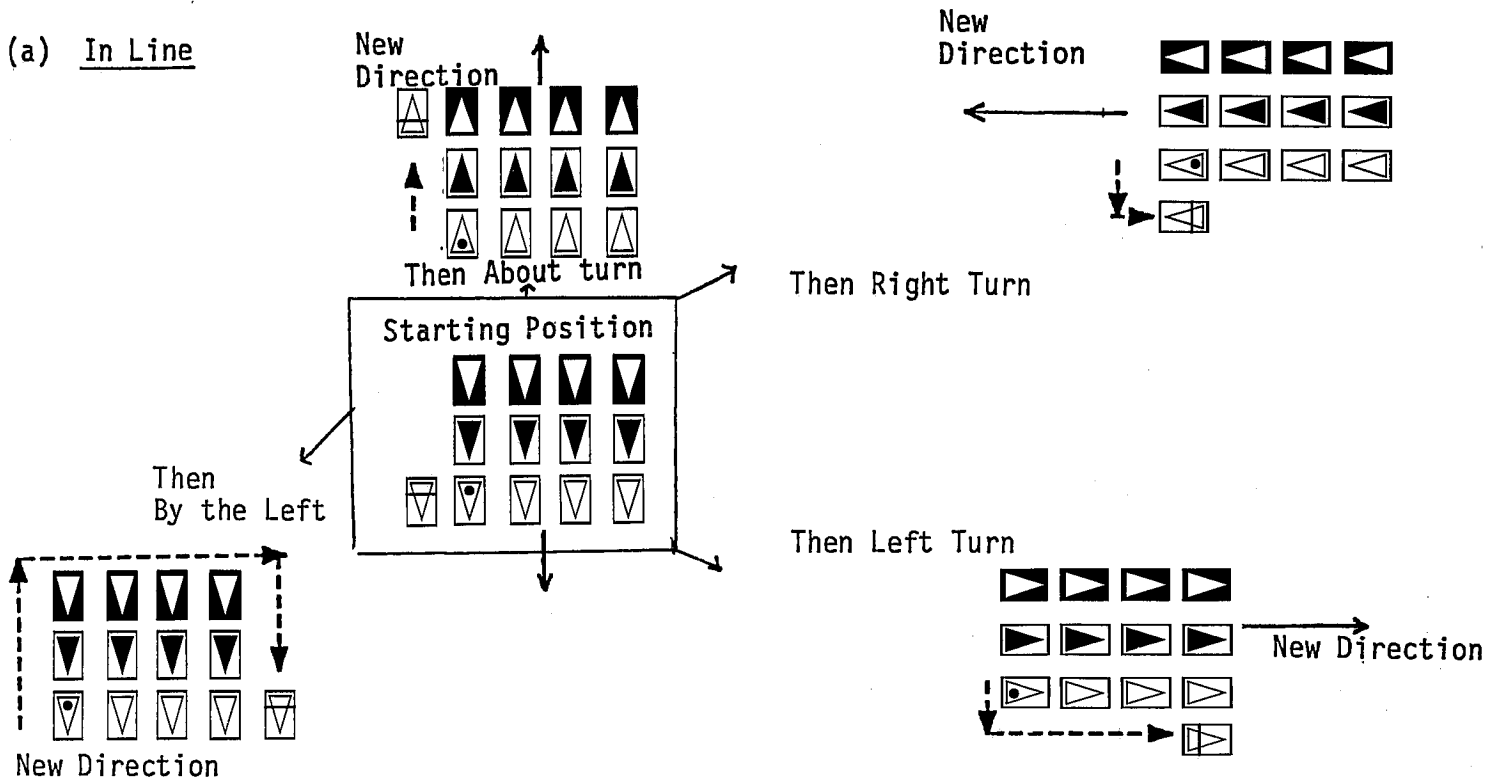 (a) In Line
New
Direction
New
Direction
Then About turn
Then Right Turn
Starting Position
Then
By the Left
Then Left Turn
New Direction
New Direction